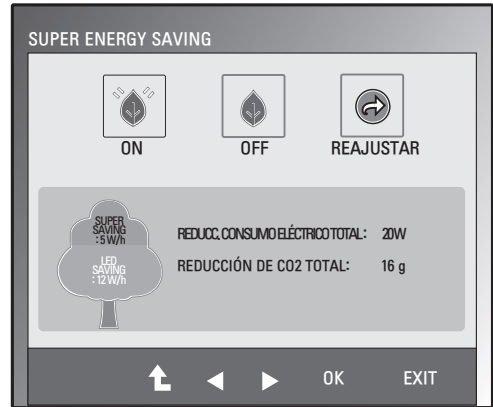 SUPER ENERGY SAVING
ON OFF REAJUSTAR
SUPER
SAVING
: 5 W/h
LED
SAVING
: 12 W/h
REDUCC. CONSUMO ELÉCTRICO TOTAL: 20W
REDUCCIÓN DE CO2 TOTAL: 16 g
OK EXIT